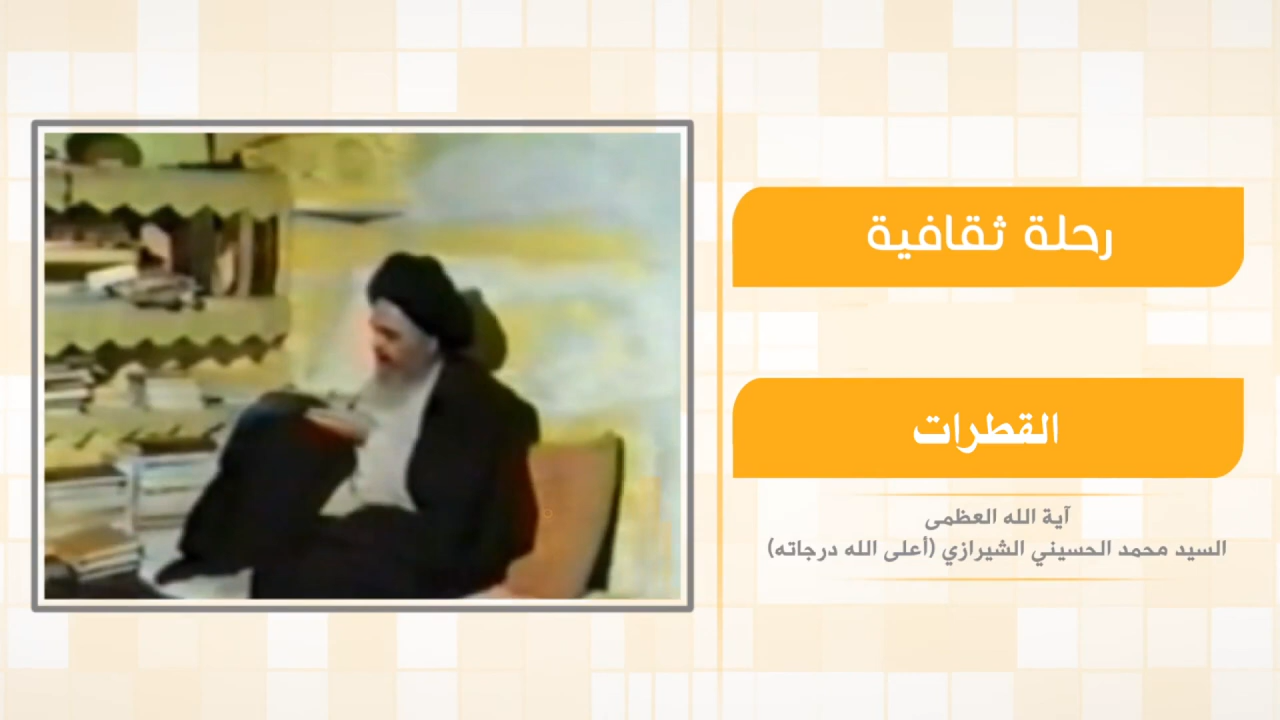 رحلة ثقافية
القطرات
آية الله العظمى
السيد محمد الحسيني الشيرازي (أعلى الله درجاته)